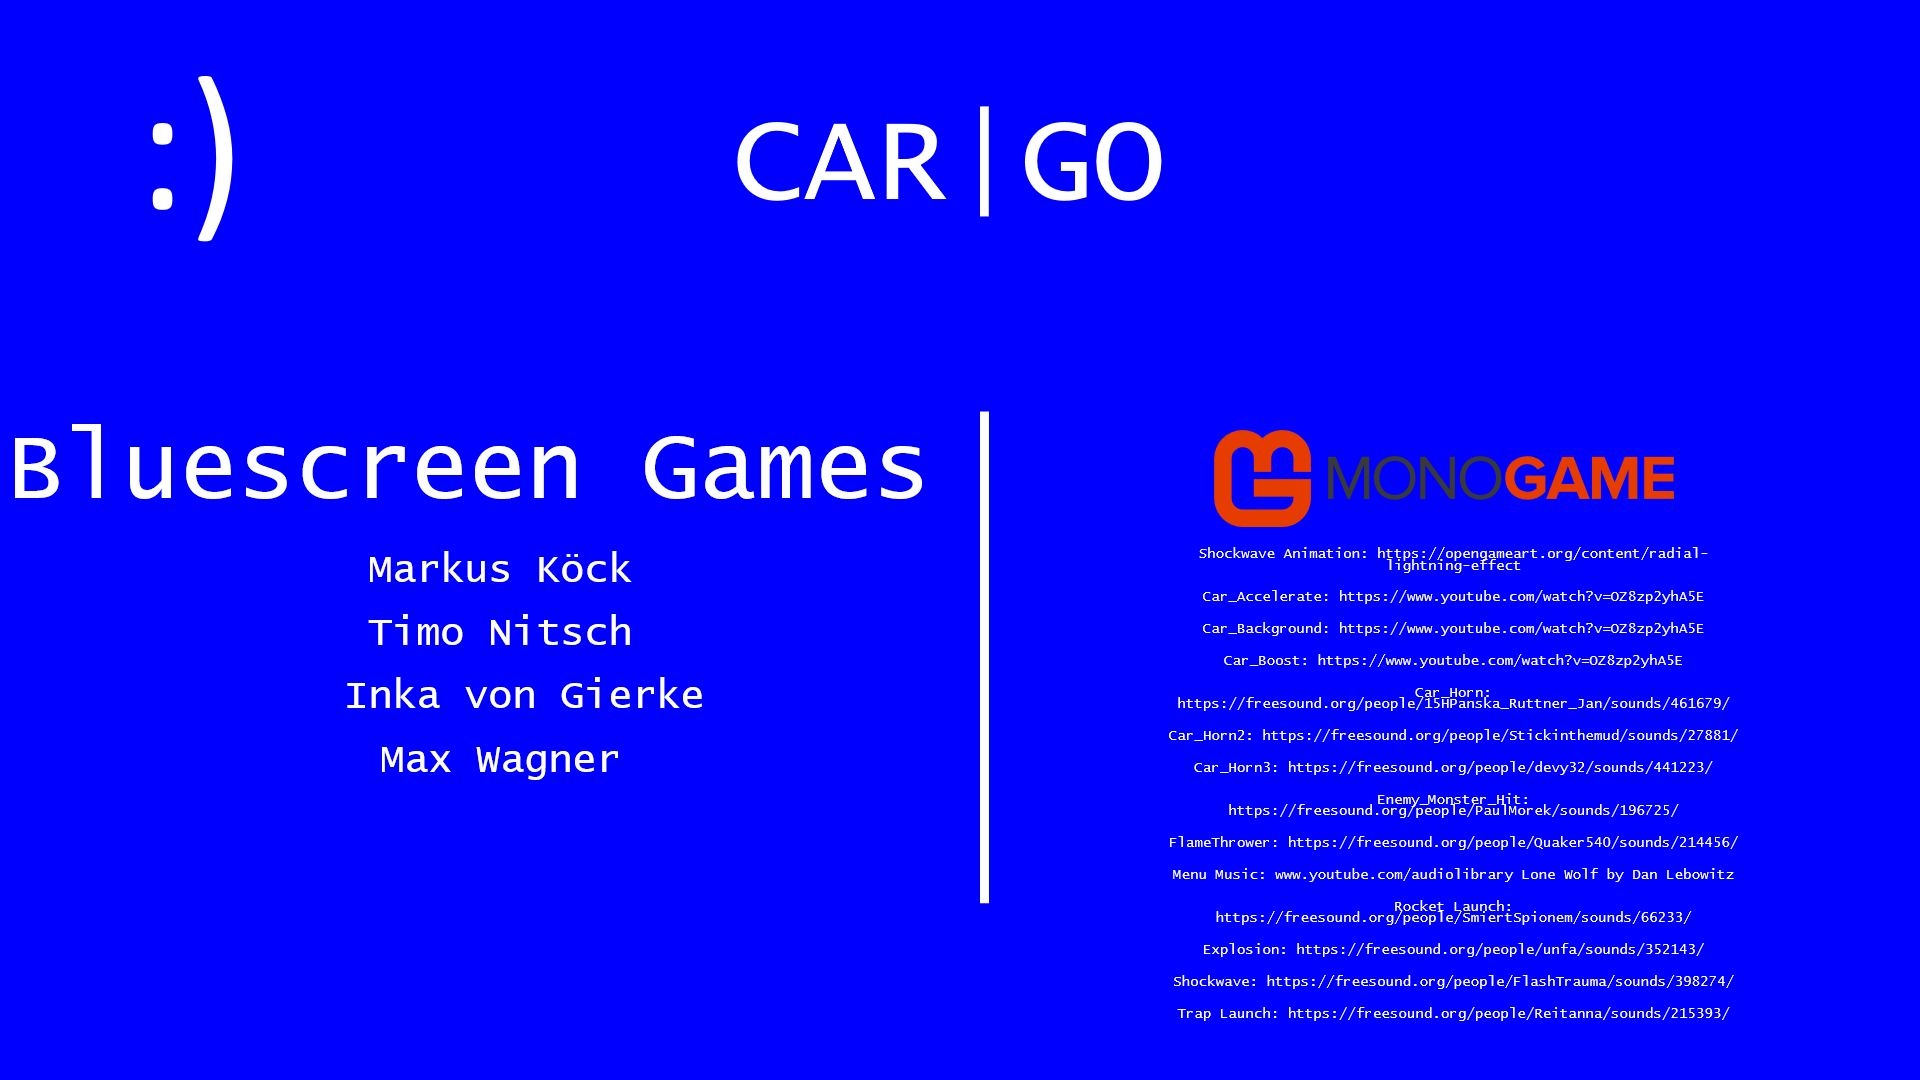 :)
CAR|GO
Bluescreen Games
Markus Köck
Timo Nitsch
Inka von Gierke
Max Wagner
MONOGAME
Shockwave Animation: https://opengameart.org/content/radial-
lightning-effect
Car_Accelerate: https://www.youtube.com/watch?v=OZ8zp2yhA5E
Car_Background: https://www.youtube.com/watch?v=OZ8zp2yhA5E
Car_Boost: https://www.youtube.com/watch?v=OZ8zp2yhA5E
Car_Horn:
https://freesound.org/people/15HPanska_Ruttner_Jan/sounds/461679/
Car_Horn2: https://freesound.org/people/Stickinthemud/sounds/27881/
Car_Horn3: https://freesound.org/people/devy32/sounds/441223/
Enemy_Monster_Hit:
https://freesound.org/people/PaulMorek/sounds/196725/
FlameThrower: https://freesound.org/people/Quaker540/sounds/214456/
Menu Music: www.youtube.com/audiolibrary Lone Wolf by Dan Lebowitz
Rocket Launch:
https://freesound.org/people/SmiertSpionem/sounds/66233/
Explosion: https://freesound.org/people/unfa/sounds/352143/
Shockwave: https://freesound.org/people/FlashTrauma/sounds/398274/
Trap Launch: https://freesound.org/people/Reitanna/sounds/215393/